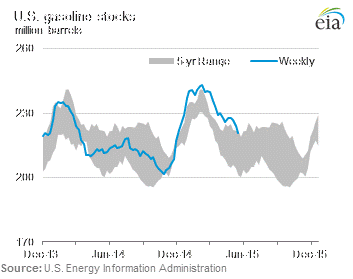 U.S. gasoline stocks
million barrels
eia
260
5-yr Range
Weekly
230
200
170
Dec-13
Jun-14
Dec-14
Jun-15
Dec-15
Source: U.S. Energy Information Administration